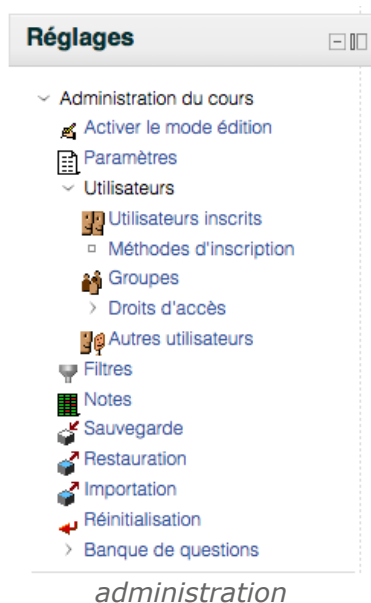 Réglages
Administration du cours
Activer le mode édition
Paramètres
Utilisateurs
Utilisateurs inscrits
Méthodes d'inscription
Groupes
Droits d'accès
Autres utilisateurs
Filtres
Notes
Sauvegarde
Restauration
Importation
Réinitialisation
Banque de questions
administration